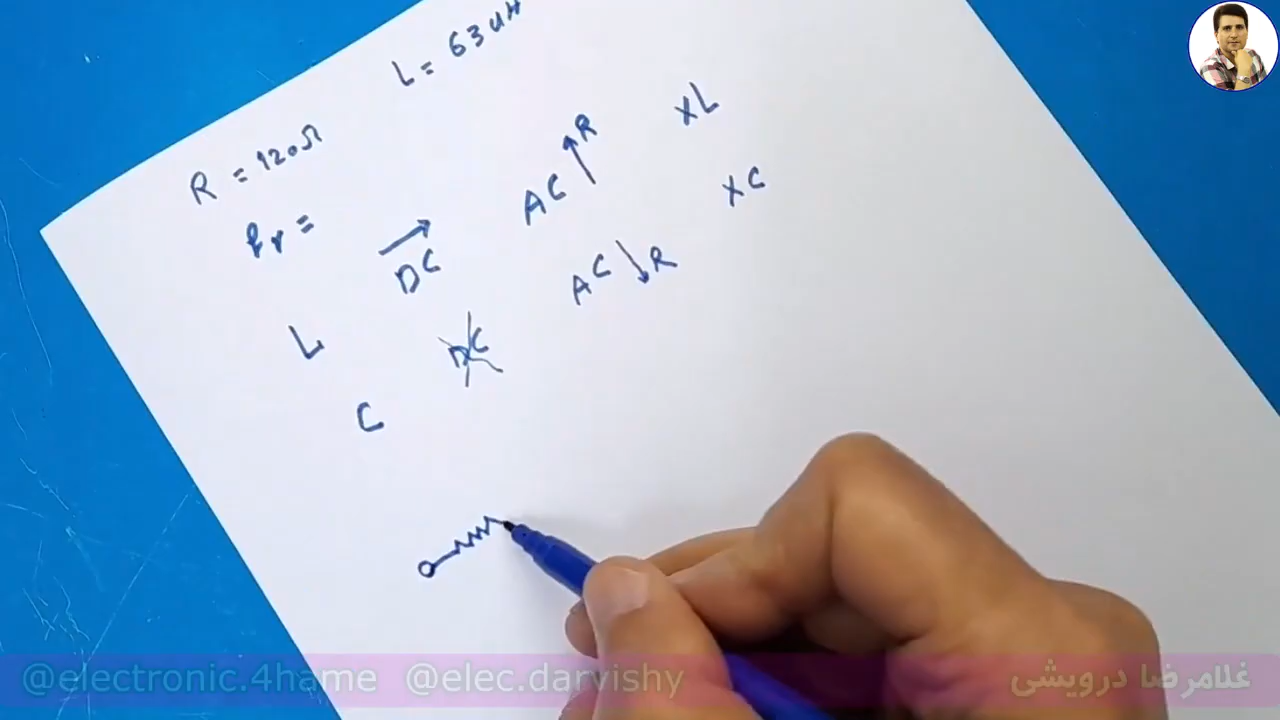 L = 63uH
R = 120Ω
fr =
DC AC ↑R XL
L
DC AC ↓R XC
C
@electronic.4hame @elec.darvishy غلامرضا درویشی